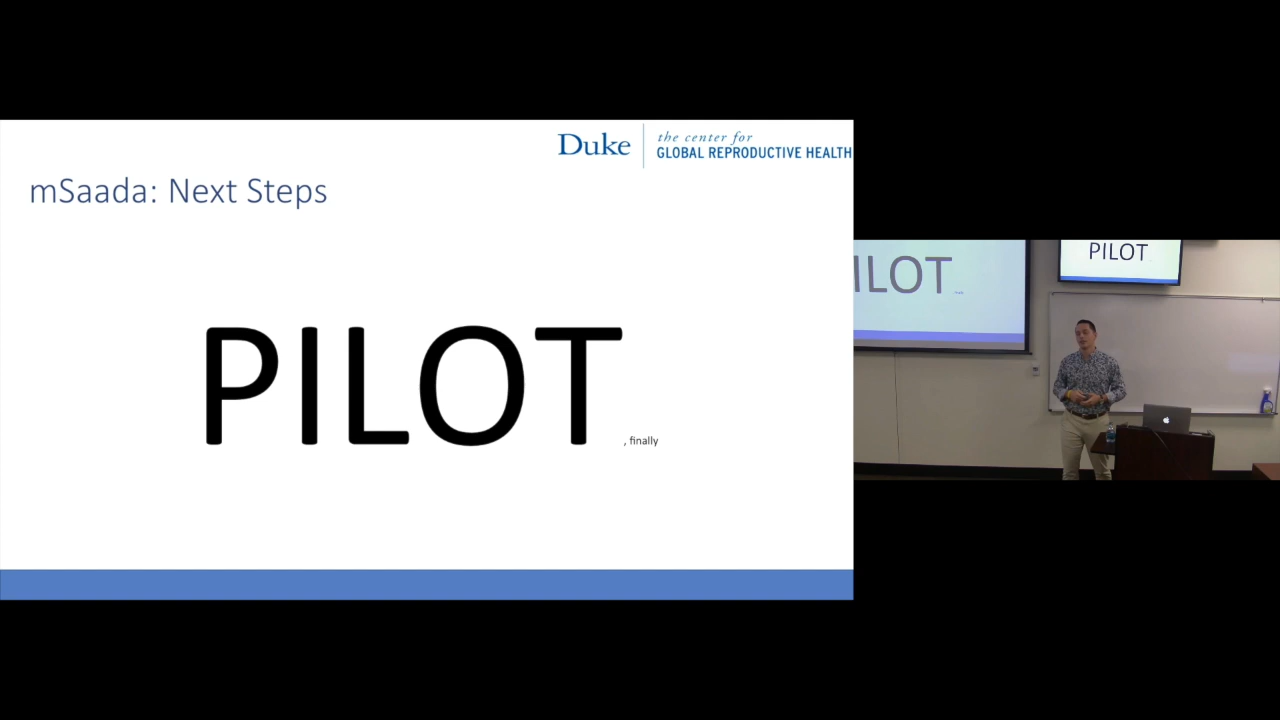 Duke
the center for
GLOBAL REPRODUCTIVE HEALTH
mSaada: Next Steps
PILOT , finally
ILOT
PILOT